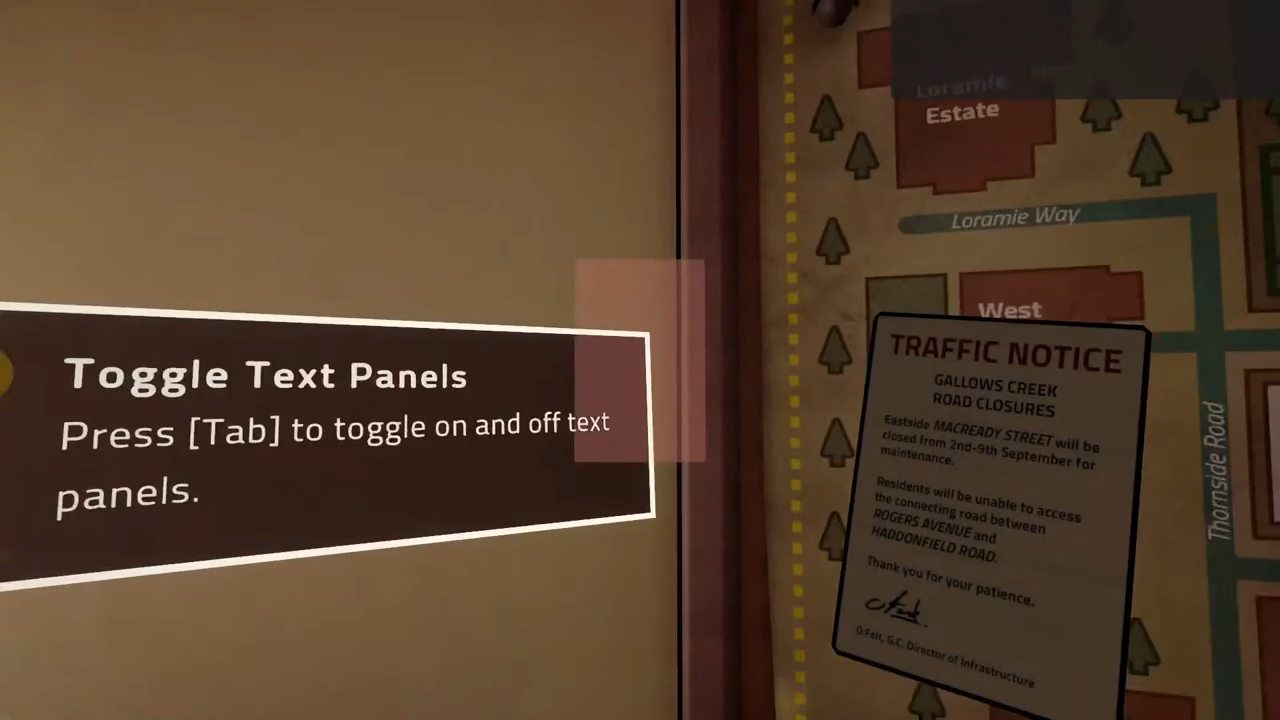 Toggle Text Panels
Press [Tab] to toggle on and off text
panels.
Loramie
Estate
Loramie Way
West
Thornside Road
TRAFFIC NOTICE
GALLOWS CREEK
ROAD CLOSURES
Eastside MACREADY STREET will be
closed from 2nd-9th September for
maintenance.
Residents will be unable to access
the connecting road between
ROGERS AVENUE and
HADDONFIELD ROAD.
Thank you for your patience.
D.Felt, G.C. Director of Infrastructure